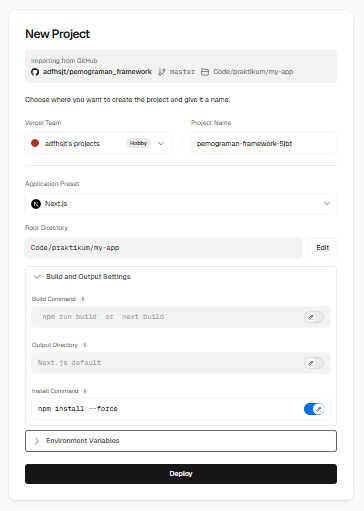 New Project
Importing from GitHub
adfhsjt/pemograman_framework master Code/praktikum/my-app
Choose where you want to create the project and give it a name.
Vercel Team
Project Name
adfhsjt's projects Hobby
/
pemograman-framework-5jbt
Application Preset
Next.js
Root Directory
Code/praktikum/my-app
Edit
Build and Output Settings
Build Command
`npm run build` or `next build`
Output Directory
Next.js default
Install Command
npm install --force
Environment Variables
Deploy